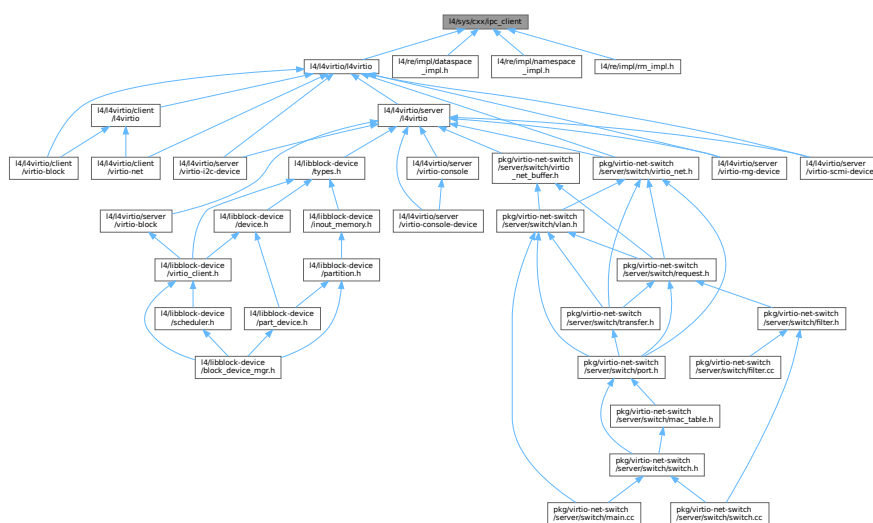 l4/sys/cxx/ipc_client
l4/l4virtio/l4virtio
l4/re/impl/dataspace
_impl.h
l4/re/impl/namespace
_impl.h
l4/re/impl/rm_impl.h
l4/l4virtio/client
/l4virtio
l4/l4virtio/server
/l4virtio
l4/l4virtio/client
/virtio-block
l4/l4virtio/client
/virtio-net
l4/l4virtio/server
/virtio-i2c-device
l4/libblock-device
/types.h
l4/l4virtio/server
/virtio-console
pkg/virtio-net-switch
/server/switch/virtio
_net_buffer.h
pkg/virtio-net-switch
/server/switch/virtio_net.h
l4/l4virtio/server
/virtio-rng-device
l4/l4virtio/server
/virtio-scmi-device
l4/l4virtio/server
/virtio-block
l4/libblock-device
/device.h
l4/libblock-device
/inout_memory.h
l4/l4virtio/server
/virtio-console-device
pkg/virtio-net-switch
/server/switch/vlan.h
l4/libblock-device
/virtio_client.h
l4/libblock-device
/partition.h
pkg/virtio-net-switch
/server/switch/request.h
l4/libblock-device
/scheduler.h
l4/libblock-device
/part_device.h
pkg/virtio-net-switch
/server/switch/transfer.h
pkg/virtio-net-switch
/server/switch/filter.h
l4/libblock-device
/block_device_mgr.h
pkg/virtio-net-switch
/server/switch/port.h
pkg/virtio-net-switch
/server/switch/filter.cc
pkg/virtio-net-switch
/server/switch/mac_table.h
pkg/virtio-net-switch
/server/switch/switch.h
pkg/virtio-net-switch
/server/switch/main.cc
pkg/virtio-net-switch
/server/switch/switch.cc